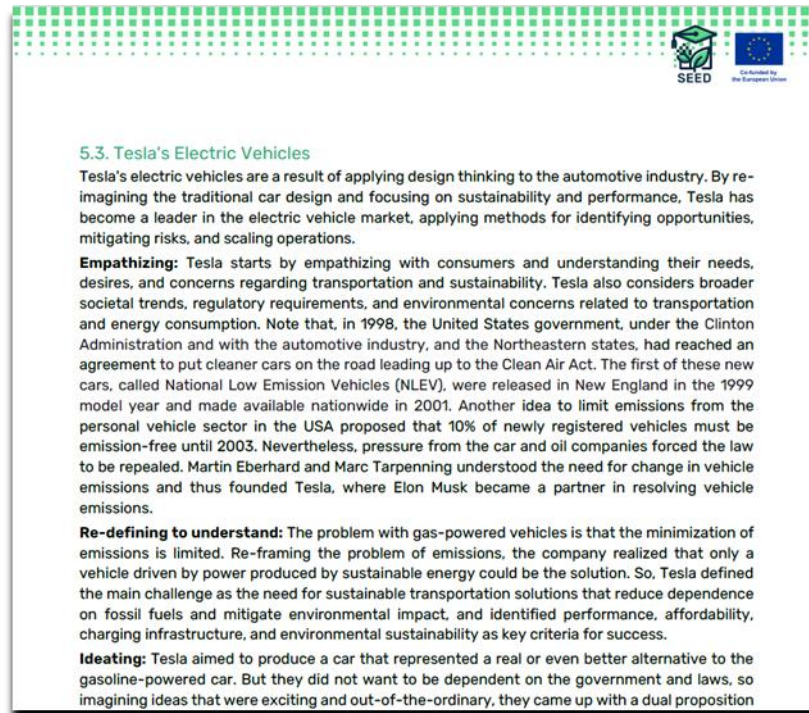 SEED
Co-funded by
the European Union
5.3. Tesla's Electric Vehicles
Tesla's electric vehicles are a result of applying design thinking to the automotive industry. By re-
imagining the traditional car design and focusing on sustainability and performance, Tesla has
become a leader in the electric vehicle market, applying methods for identifying opportunities,
mitigating risks, and scaling operations.
Empathizing: Tesla starts by empathizing with consumers and understanding their needs,
desires, and concerns regarding transportation and sustainability. Tesla also considers broader
societal trends, regulatory requirements, and environmental concerns related to transportation
and energy consumption. Note that, in 1998, the United States government, under the Clinton
Administration and with the automotive industry, and the Northeastern states, had reached an
agreement to put cleaner cars on the road leading up to the Clean Air Act. The first of these new
cars, called National Low Emission Vehicles (NLEV), were released in New England in the 1999
model year and made available nationwide in 2001. Another idea to limit emissions from the
personal vehicle sector in the USA proposed that 10% of newly registered vehicles must be
emission-free until 2003. Nevertheless, pressure from the car and oil companies forced the law
to be repealed. Martin Eberhard and Marc Tarpenning understood the need for change in vehicle
emissions and thus founded Tesla, where Elon Musk became a partner in resolving vehicle
emissions.
Re-defining to understand: The problem with gas-powered vehicles is that the minimization of
emissions is limited. Re-framing the problem of emissions, the company realized that only a
vehicle driven by power produced by sustainable energy could be the solution. So, Tesla defined
the main challenge as the need for sustainable transportation solutions that reduce dependence
on fossil fuels and mitigate environmental impact, and identified performance, affordability,
charging infrastructure, and environmental sustainability as key criteria for success.
Ideating: Tesla aimed to produce a car that represented a real or even better alternative to the
gasoline-powered car. But they did not want to be dependent on the government and laws, so
imagining ideas that were exciting and out-of-the-ordinary, they came up with a dual proposition